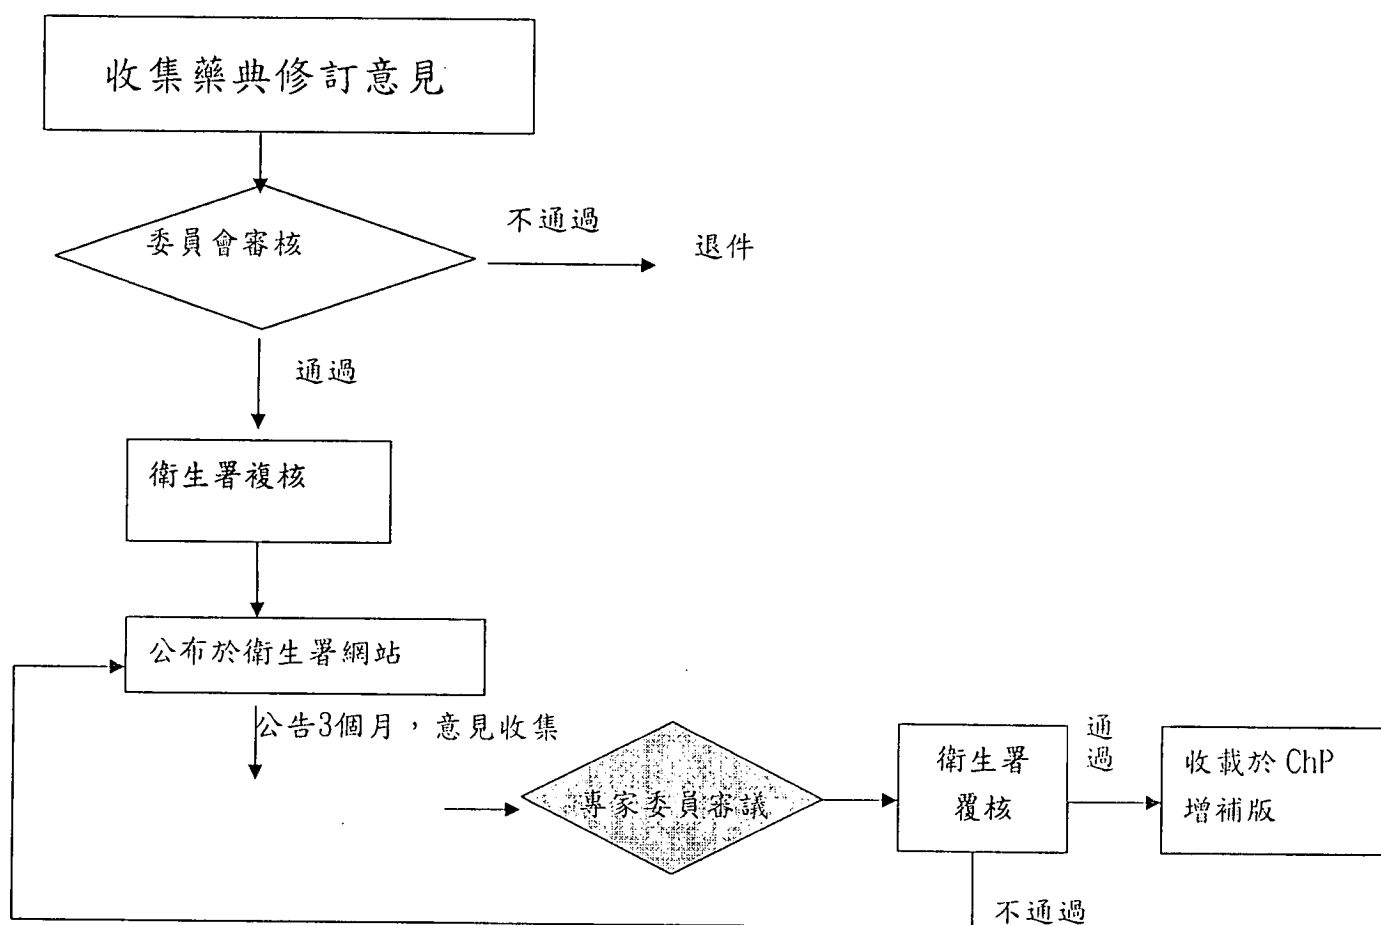 收集藥典修訂意見
委員會審核
不通過
退件
通過
衛生署複核
公布於衛生署網站
公告3個月，意見收集
專家委員審議
衛生署
覆核
通
過
收載於 ChP
增補版
不通過